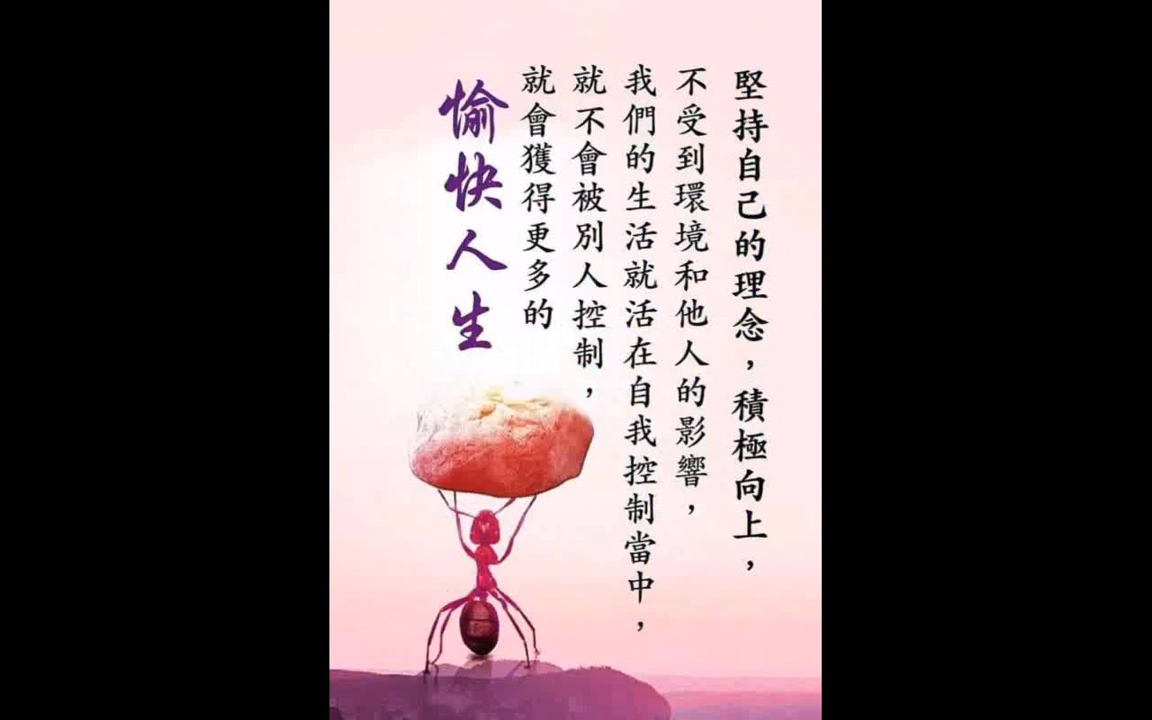 堅持自己的理念，積極向上，
不受到環境和他人的影響，
我們的生活就活在自我控制當中，
就不會被別人控制，
就會獲得更多的
愉快人生